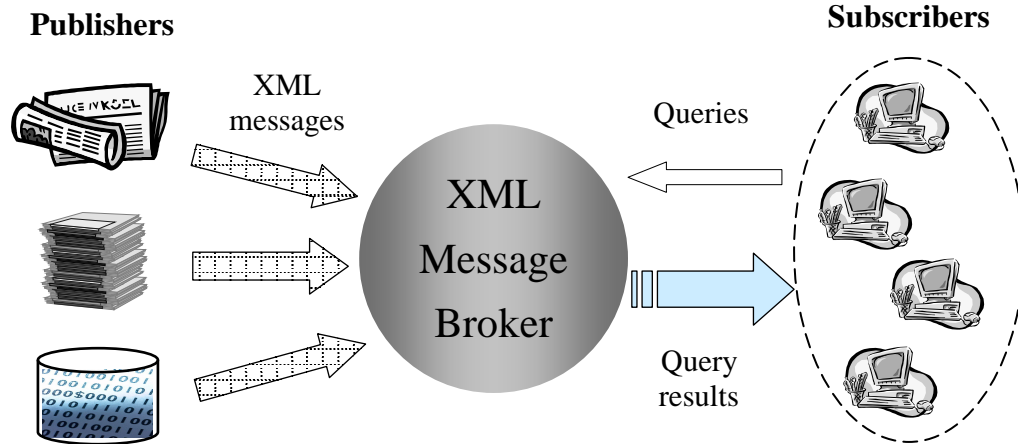 Publishers
Subscribers
XML
messages
Queries
XML
Message
Broker
Query
results